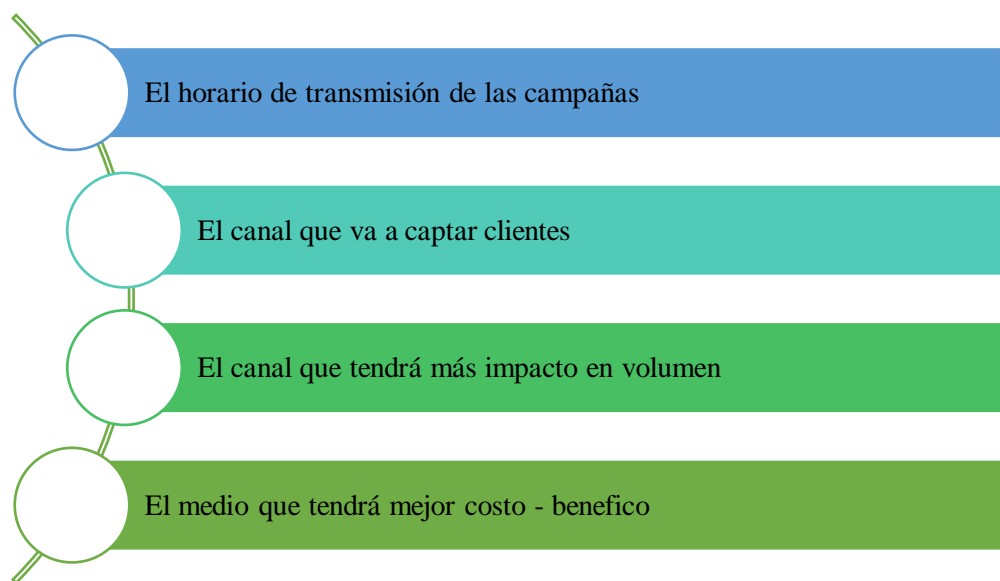 El horario de transmisión de las campañas
El canal que va a captar clientes
El canal que tendrá más impacto en volumen
El medio que tendrá mejor costo - benefico